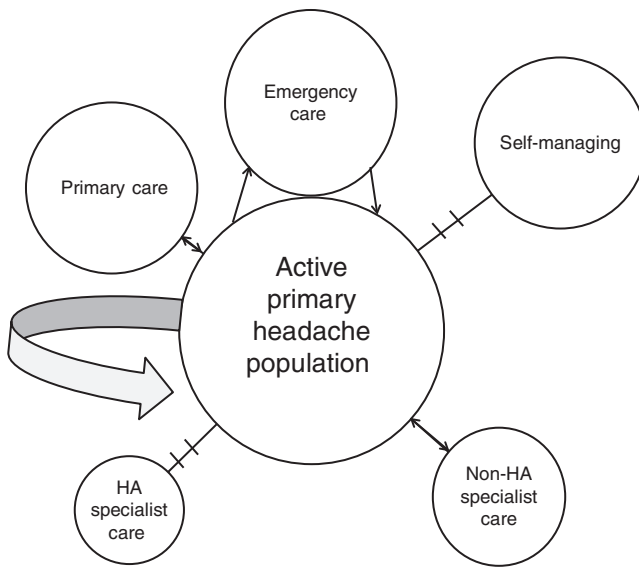 Emergency
care
Self-managing
Primary care
Active
primary
headache
population
HA
specialist
care
Non-HA
specialist
care